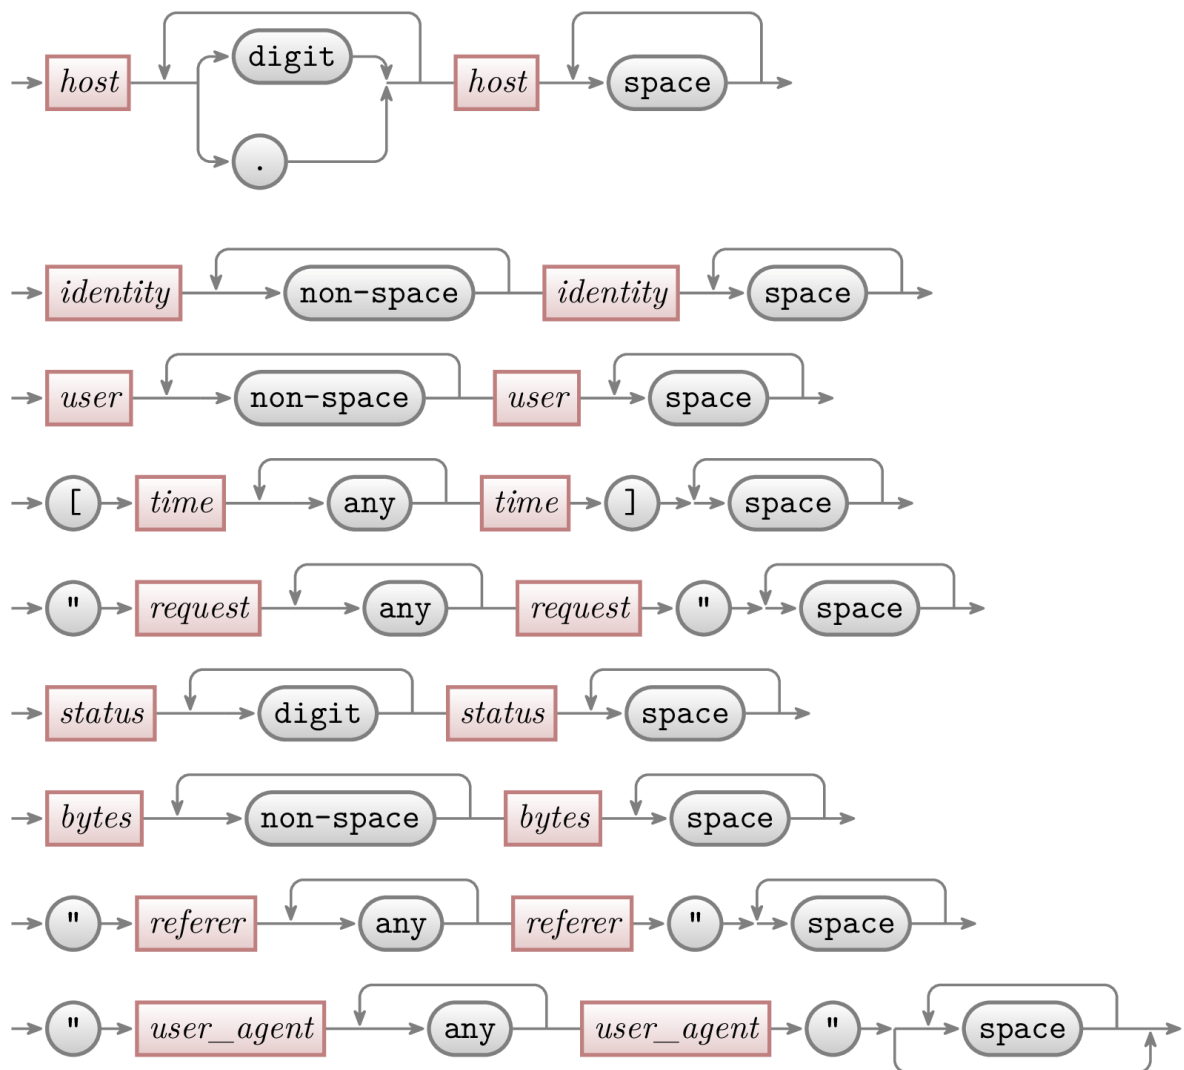 host digit . host space
identity non-space identity space
user non-space user space
[ time any time ] space
" request any request " space
status digit status space
bytes non-space bytes space
" referer any referer " space
" user_agent any user_agent " space